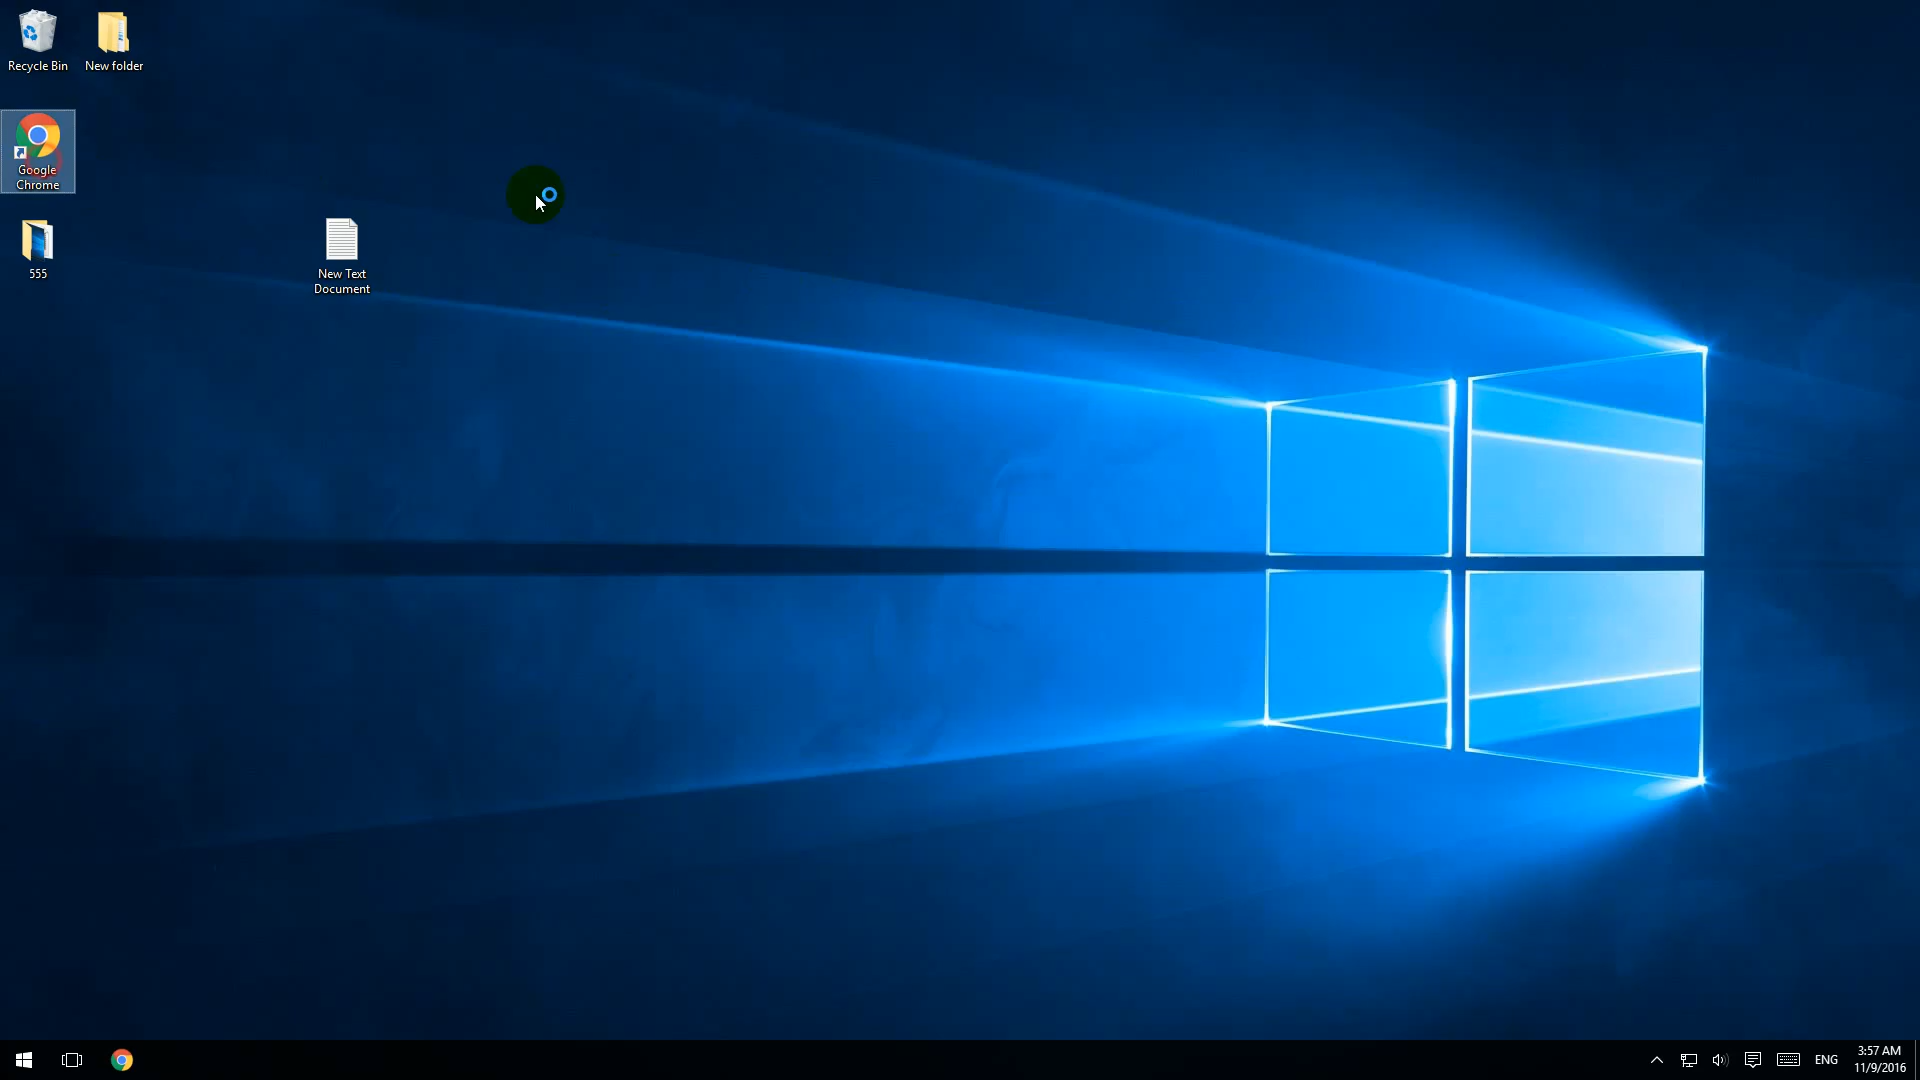 Recycle Bin
New folder
Google
Chrome
555
New Text
Document
ENG
3:57 AM
11/9/2016